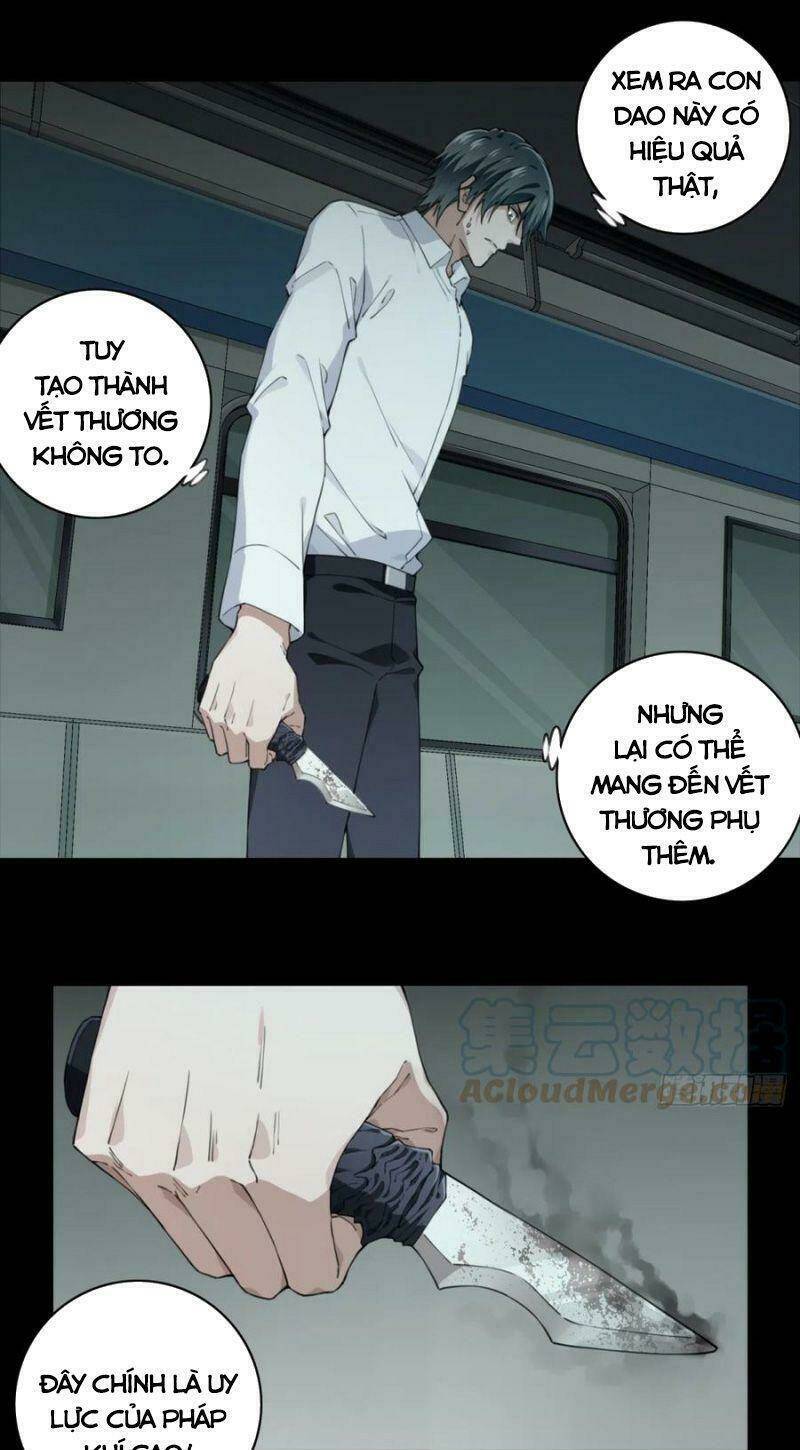 XEM RA CON
DAO NÀY CÓ
HIỆU QUẢ
THẬT,
TUY
TẠO THÀNH
VẾT THƯƠNG
KHÔNG TO.
NHƯNG
LẠI CÓ THỂ
MANG ĐẾN VẾT
THƯƠNG PHỤ
THÊM.
集云数据
ACloudMerge.com
ĐÂY CHÍNH LÀ UY
LỰC CỦA PHÁP
KHÍ CAO